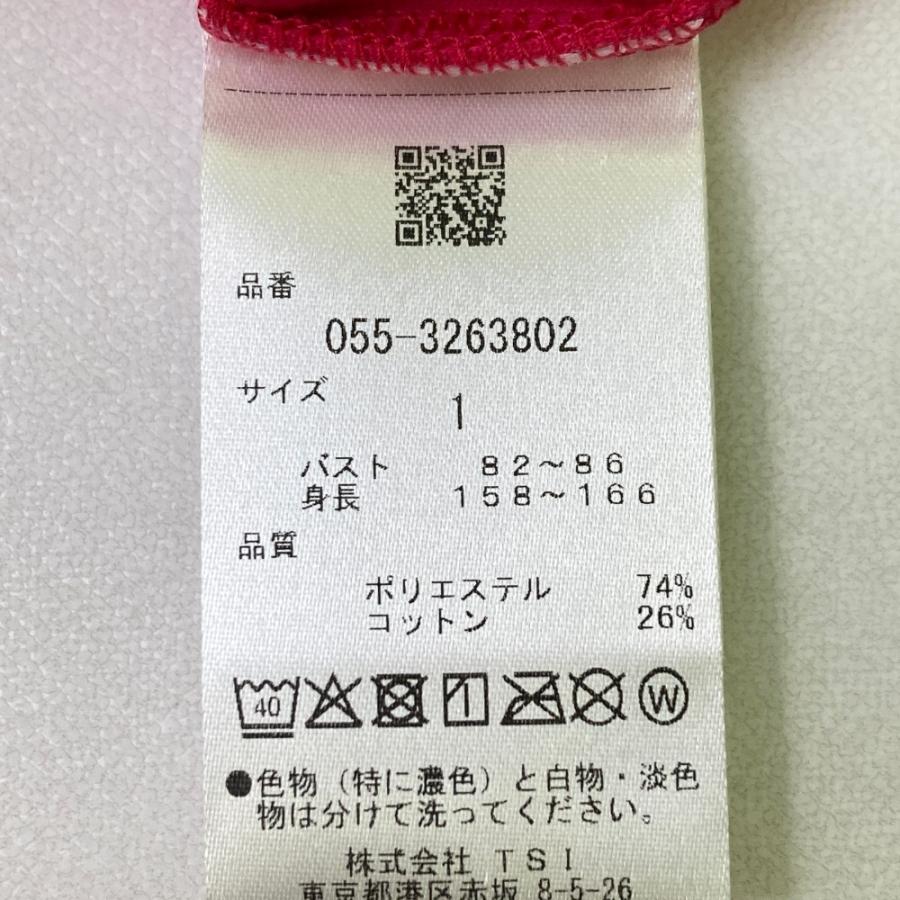 品番
055-3263802
サイズ
1
バスト 82～86
身長 158～166
品質
ポリエステル 74%
コットン 26%
40 W
●色物（特に濃色）と白物・淡色
物は分けて洗ってください。
株式会社 TSI
東京都港区赤坂 8-5-26